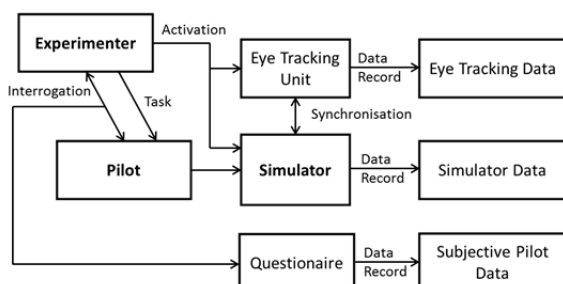 Experimenter
Activation
Eye Tracking
Unit
Data
Record
Eye Tracking Data
Interrogation
Task
Synchronisation
Pilot
Simulator
Data
Record
Simulator Data
Questionaire
Data
Record
Subjective Pilot
Data